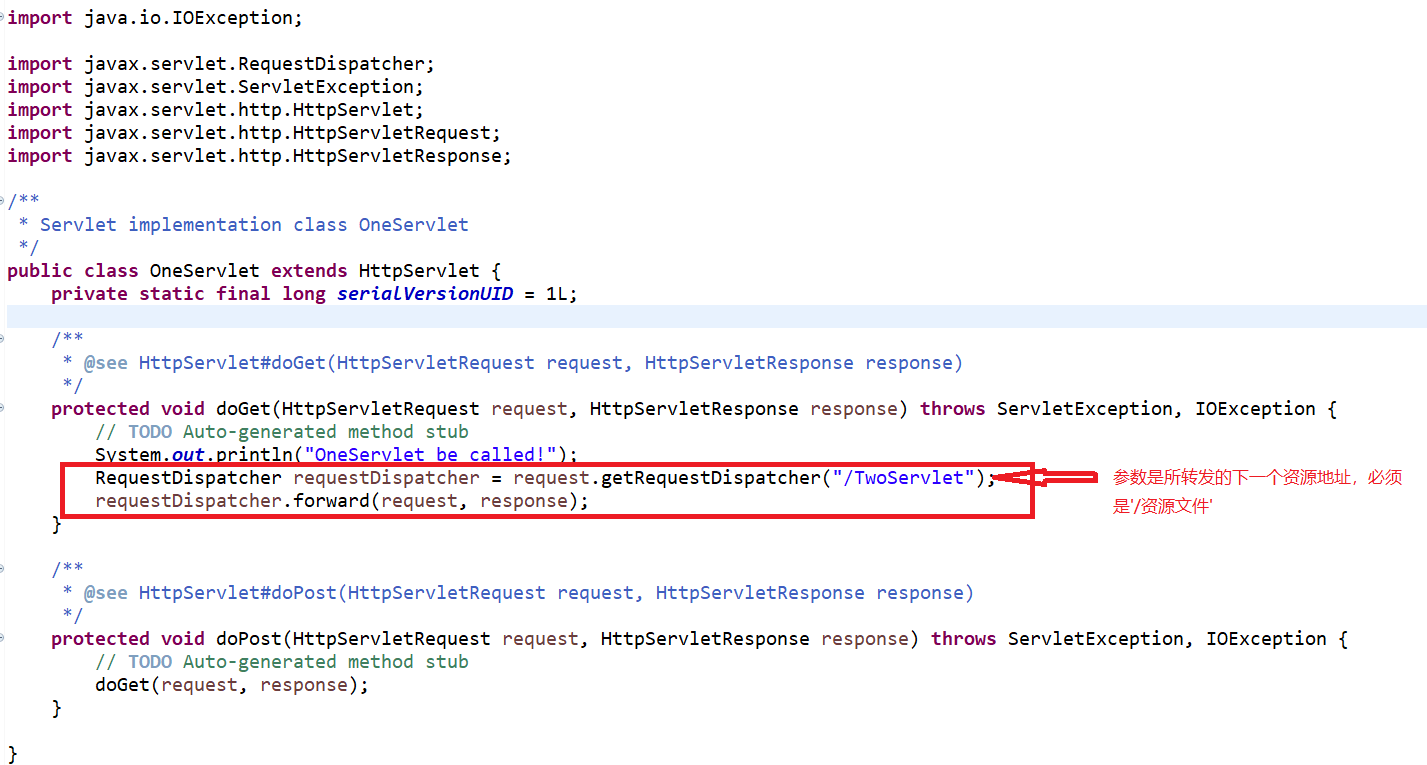 import java.io.IOException;
import javax.servlet.RequestDispatcher;
import javax.servlet.ServletException;
import javax.servlet.http.HttpServlet;
import javax.servlet.http.HttpServletRequest;
import javax.servlet.http.HttpServletResponse;
/**
 * Servlet implementation class OneServlet
 */
public class OneServlet extends HttpServlet {
    private static final long serialVersionUID = 1L;
    /**
     * @see HttpServlet#doGet(HttpServletRequest request, HttpServletResponse response)
     */
    protected void doGet(HttpServletRequest request, HttpServletResponse response) throws ServletException, IOException {
        // TODO Auto-generated method stub
        System.out.println("OneServlet be called!");
        RequestDispatcher requestDispatcher = request.getRequestDispatcher("/TwoServlet");
        requestDispatcher.forward(request, response);
参数是所转发的下一个资源地址，必须
是'/资源文件'
    }
    /**
     * @see HttpServlet#doPost(HttpServletRequest request, HttpServletResponse response)
     */
    protected void doPost(HttpServletRequest request, HttpServletResponse response) throws ServletException, IOException {
        // TODO Auto-generated method stub
        doGet(request, response);
    }
}